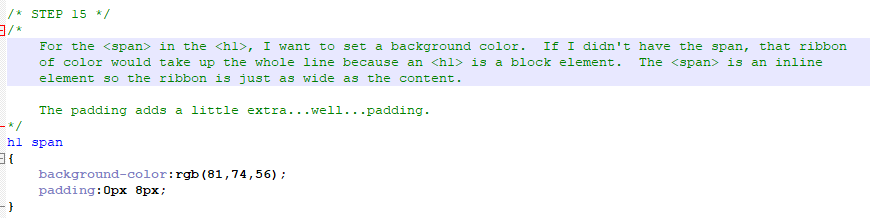 /* STEP 15 */
/*
For the <span> in the <h1>, I want to set a background color.  If I didn't have the span, that ribbon
of color would take up the whole line because an <h1> is a block element.  The <span> is an inline
element so the ribbon is just as wide as the content.
The padding adds a little extra...well...padding.
*/
h1 span
{
background-color:rgb(81,74,56);
padding:0px 8px;
}